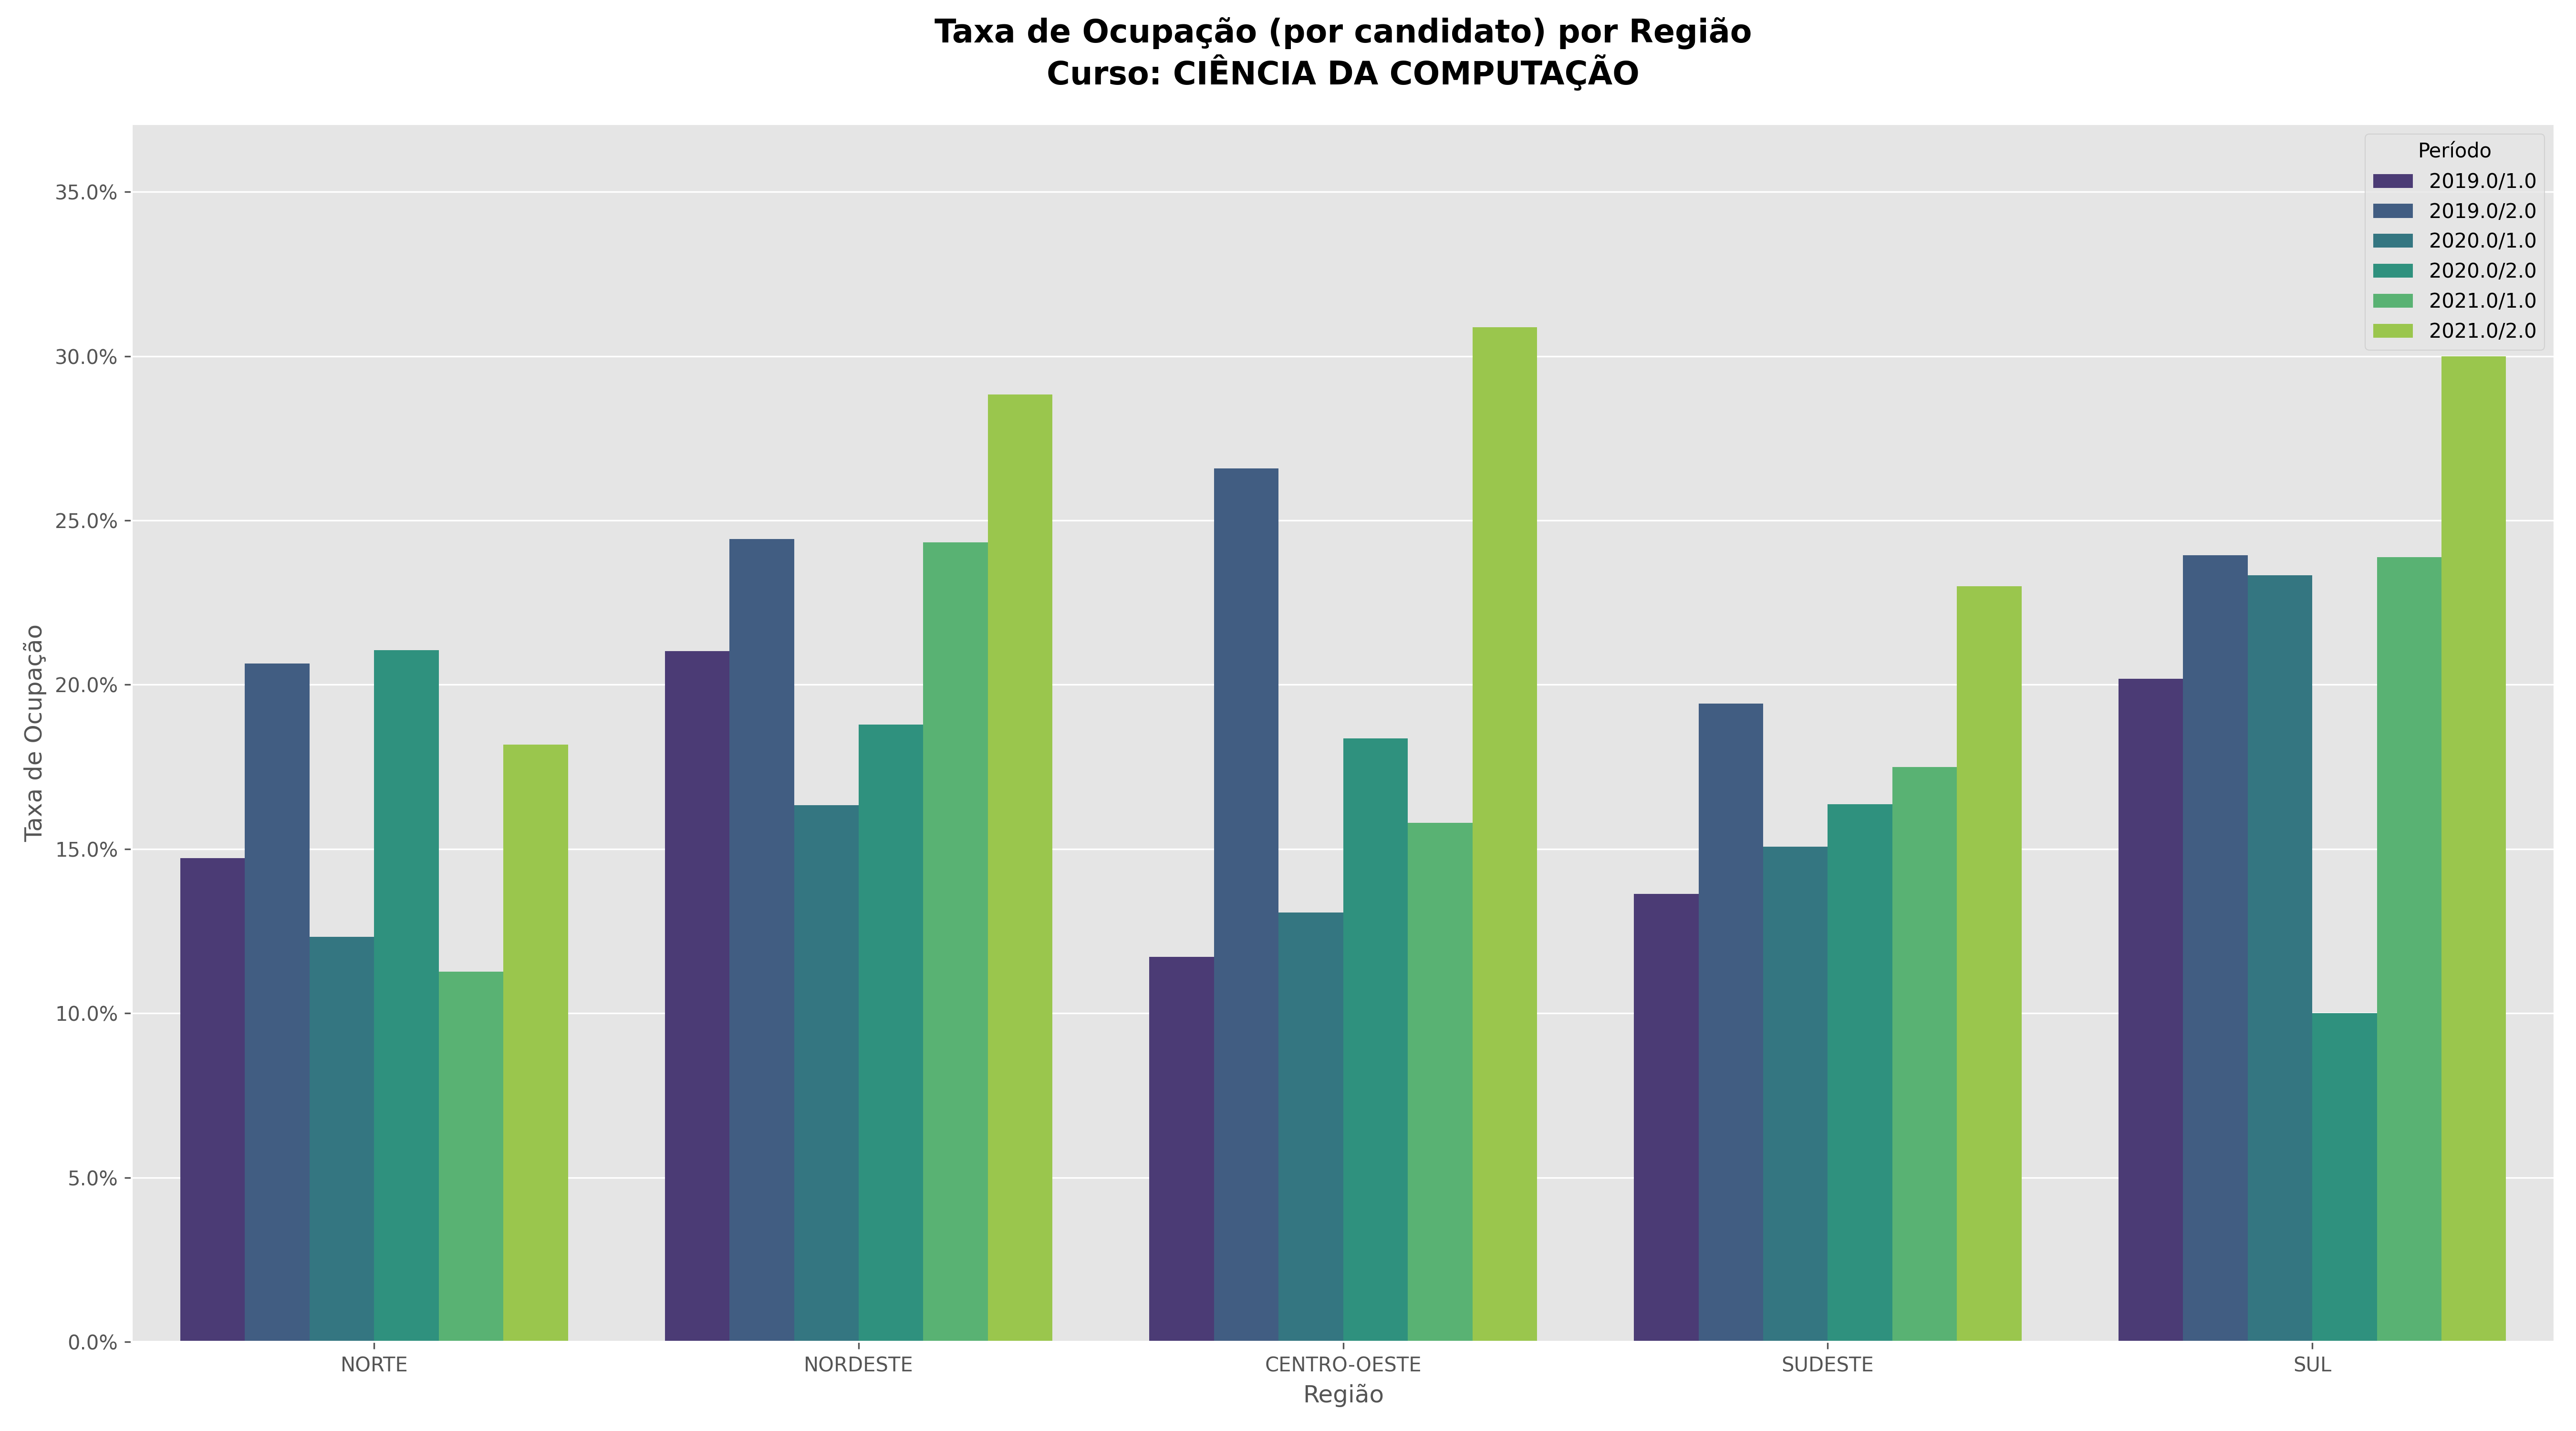 Taxa de Ocupação (por candidato) por Região
Curso: CIÊNCIA DA COMPUTAÇÃO
Período
2019.0/1.0
2019.0/2.0
2020.0/1.0
2020.0/2.0
2021.0/1.0
2021.0/2.0
Taxa de Ocupação
35.0%
30.0%
25.0%
20.0%
15.0%
10.0%
5.0%
0.0%
NORTE
NORDESTE
CENTRO-OESTE
SUDESTE
SUL
Região